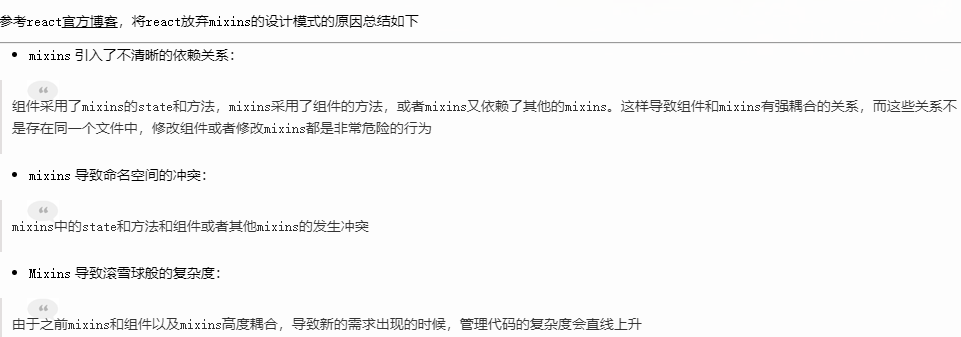 参考react官方博客，将react放弃mixins的设计模式的原因总结如下
• mixins 引入了不清晰的依赖关系：
组件采用了mixins的state和方法，mixins采用了组件的方法，或者mixins又依赖了其他的mixins。这样导致组件和mixins有强耦合的关系，而这些关系不
是存在同一个文件中，修改组件或者修改mixins都是非常危险的行为
• mixins 导致命名空间的冲突：
mixins中的state和方法和组件或者其他mixins的发生冲突
• Mixins 导致滚雪球般的复杂度：
由于之前mixins和组件以及mixins高度耦合，导致新的需求出现的时候，管理代码的复杂度会直线上升